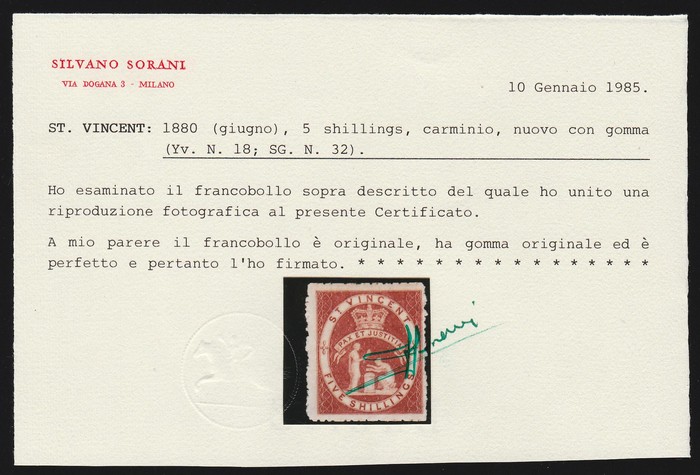 SILVANO SORANI
VIA DOGANA 3 - MILANO
10 Gennaio 1985.
ST. VINCENT: 1880 (giugno), 5 shillings, carminio, nuovo con gomma
(Yv. N. 18; SG. N. 32).
Ho esaminato il francobollo sopra descritto del quale ho unito una
riproduzione fotografica al presente Certificato.
A mio parere il francobollo è originale, ha gomma originale ed è
perfetto e pertanto l'ho firmato. * * * * * * * * * * * * * * * *
ST VINCENT
PAX ET JUSTITIA
FIVE SHILLINGS